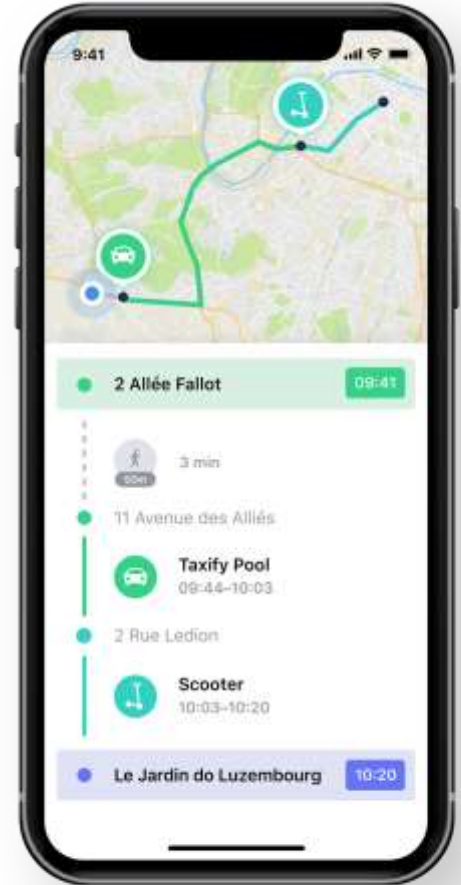 9:41
2 Allée Fallot
09:41
3 min
50m
11 Avenue des Alliés
Taxify Pool
09:44–10:03
2 Rue Ledion
Scooter
10:03–10:20
Le Jardin do Luzembourg
10:20